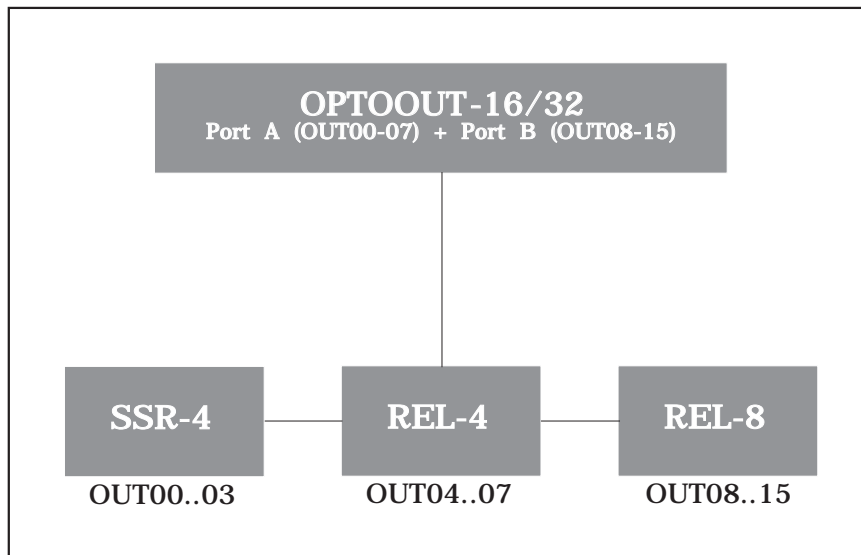 OPTOOUT-16/32
Port A (OUT00-07) + Port B (OUT08-15)
SSR-4
REL-4
REL-8
OUT00..03
OUT04..07
OUT08..15